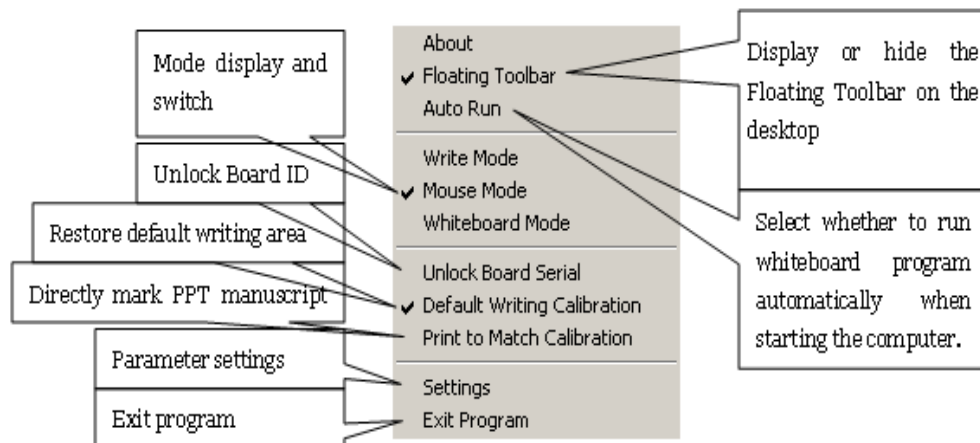 Mode display and
switch
Unlock Board ID
Restore default writing area
Directly mark PPT manuscript
Parameter settings
Exit program
About
Floating Toolbar
Auto Run
Write Mode
Mouse Mode
Whiteboard Mode
Unlock Board Serial
Default Writing Calibration
Print to Match Calibration
Settings
Exit Program
Display or hide the
Floating Toolbar on the
desktop
Select whether to run
whiteboard program
automatically when
starting the computer.